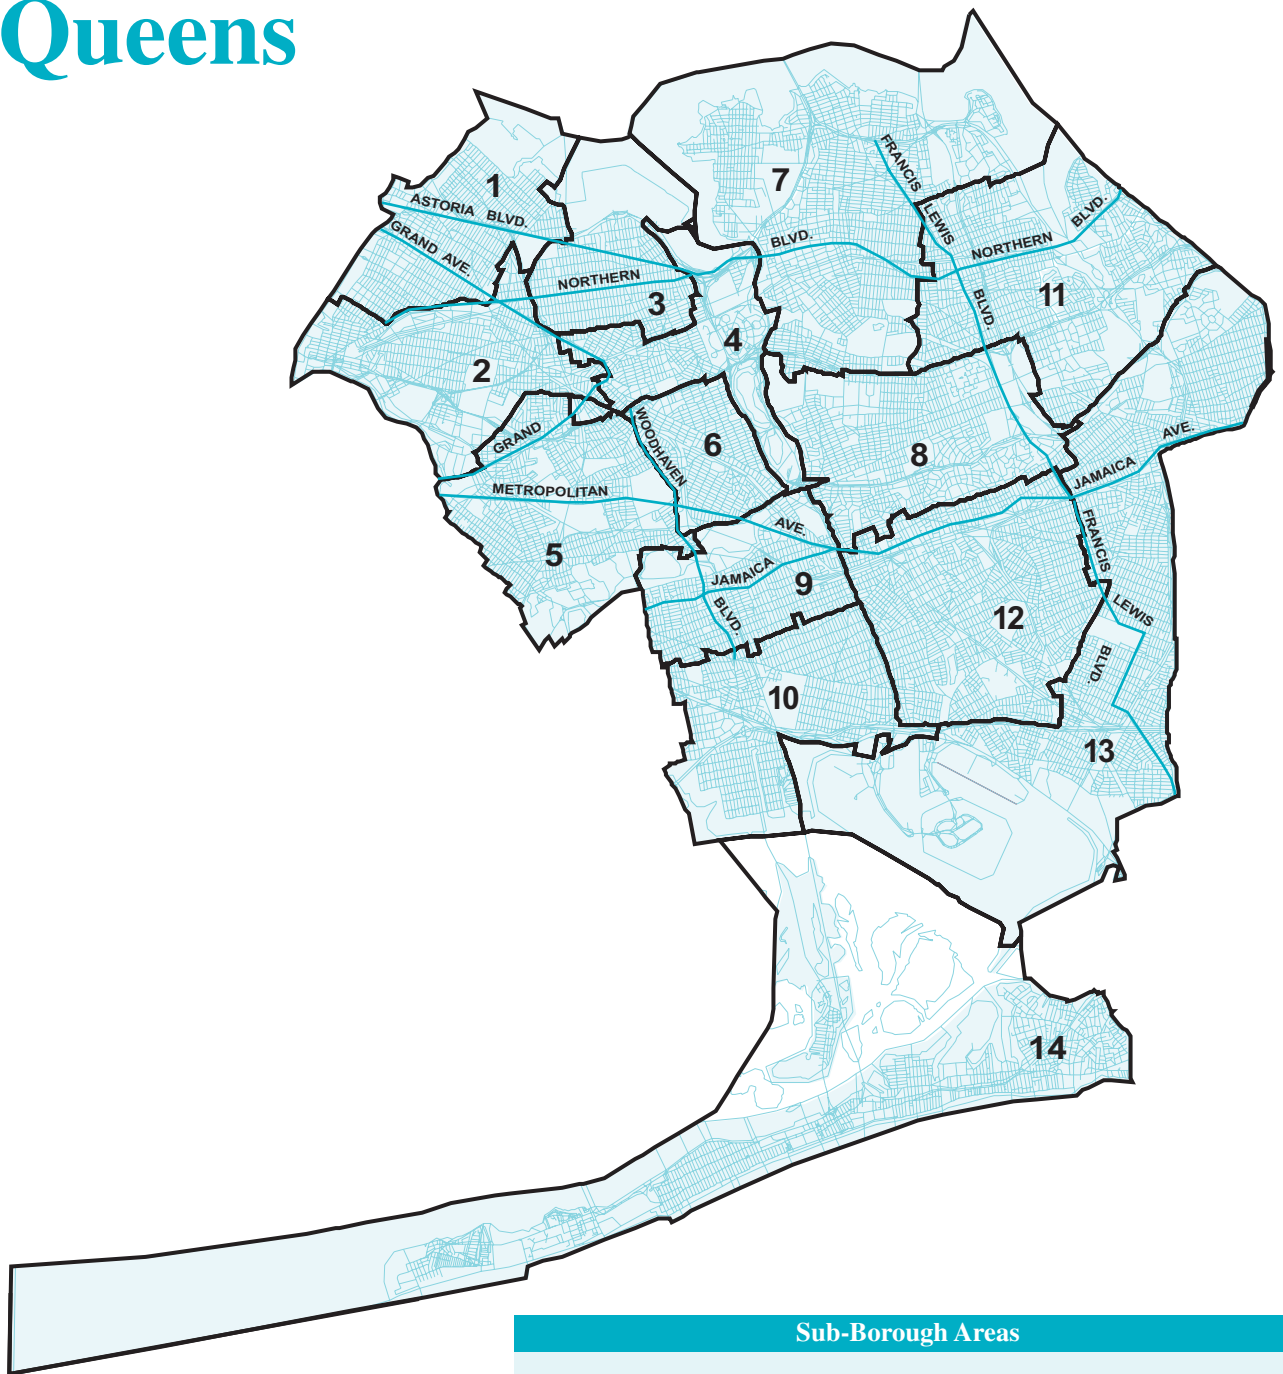 Queens
1
ASTORIA BLVD.
GRAND AVE.
7
FRANCIS
LEWIS
BLVD.
NORTHERN
BLVD.
BLVD.
11
NORTHERN
3
4
2
GRAND
WOODHAVEN
6
8
AVE.
JAMAICA
METROPOLITAN
AVE.
FRANCIS
5
JAMAICA
9
BLVD.
12
LEWIS
BLVD.
10
13
14
Sub-Borough Areas